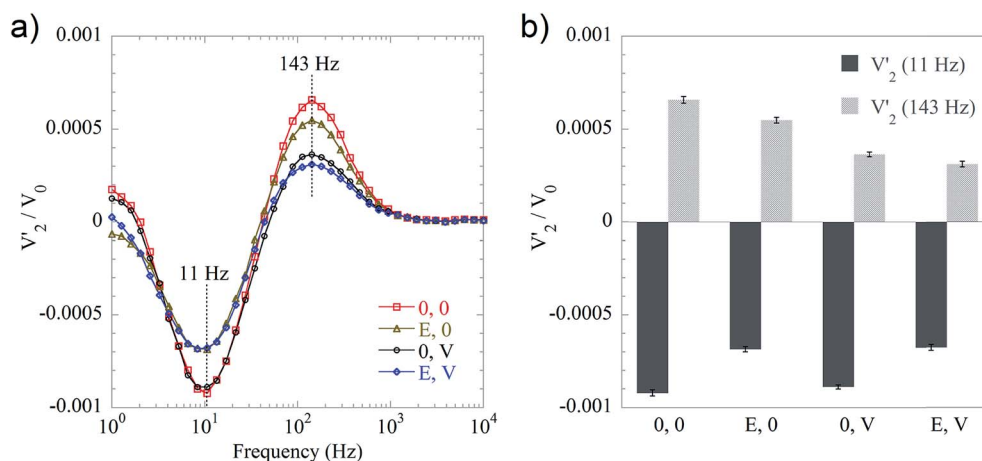 a)
0.001
0.0005
0
-0.0005
-0.001
V'2 / V0
143 Hz
11 Hz
0, 0
E, 0
0, V
E, V
10^0 10^1 10^2 10^3 10^4
Frequency (Hz)
b)
0.001
0.0005
0
-0.0005
-0.001
V'2 / V0
V'2 (11 Hz)
V'2 (143 Hz)
0, 0 E, 0 0, V E, V